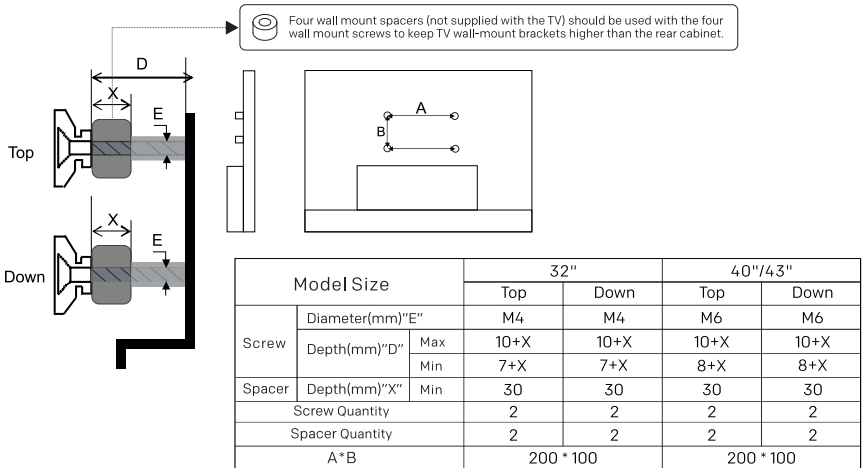 Four wall mount spacers (not supplied with the TV) should be used with the four
wall mount screws to keep TV wall-mount brackets higher than the rear cabinet.
D
X
E
Top
X
E
Down
A
B
Model Size 32" 40"/43"
Top Down Top Down
Screw Diameter(mm)"E" M4 M4 M6 M6
Depth(mm)"D" Max 10+X 10+X 10+X 10+X
Min 7+X 7+X 8+X 8+X
Spacer Depth(mm)"X" Min 30 30 30 30
Screw Quantity 2 2 2 2
Spacer Quantity 2 2 2 2
A*B 200 * 100 200 * 100